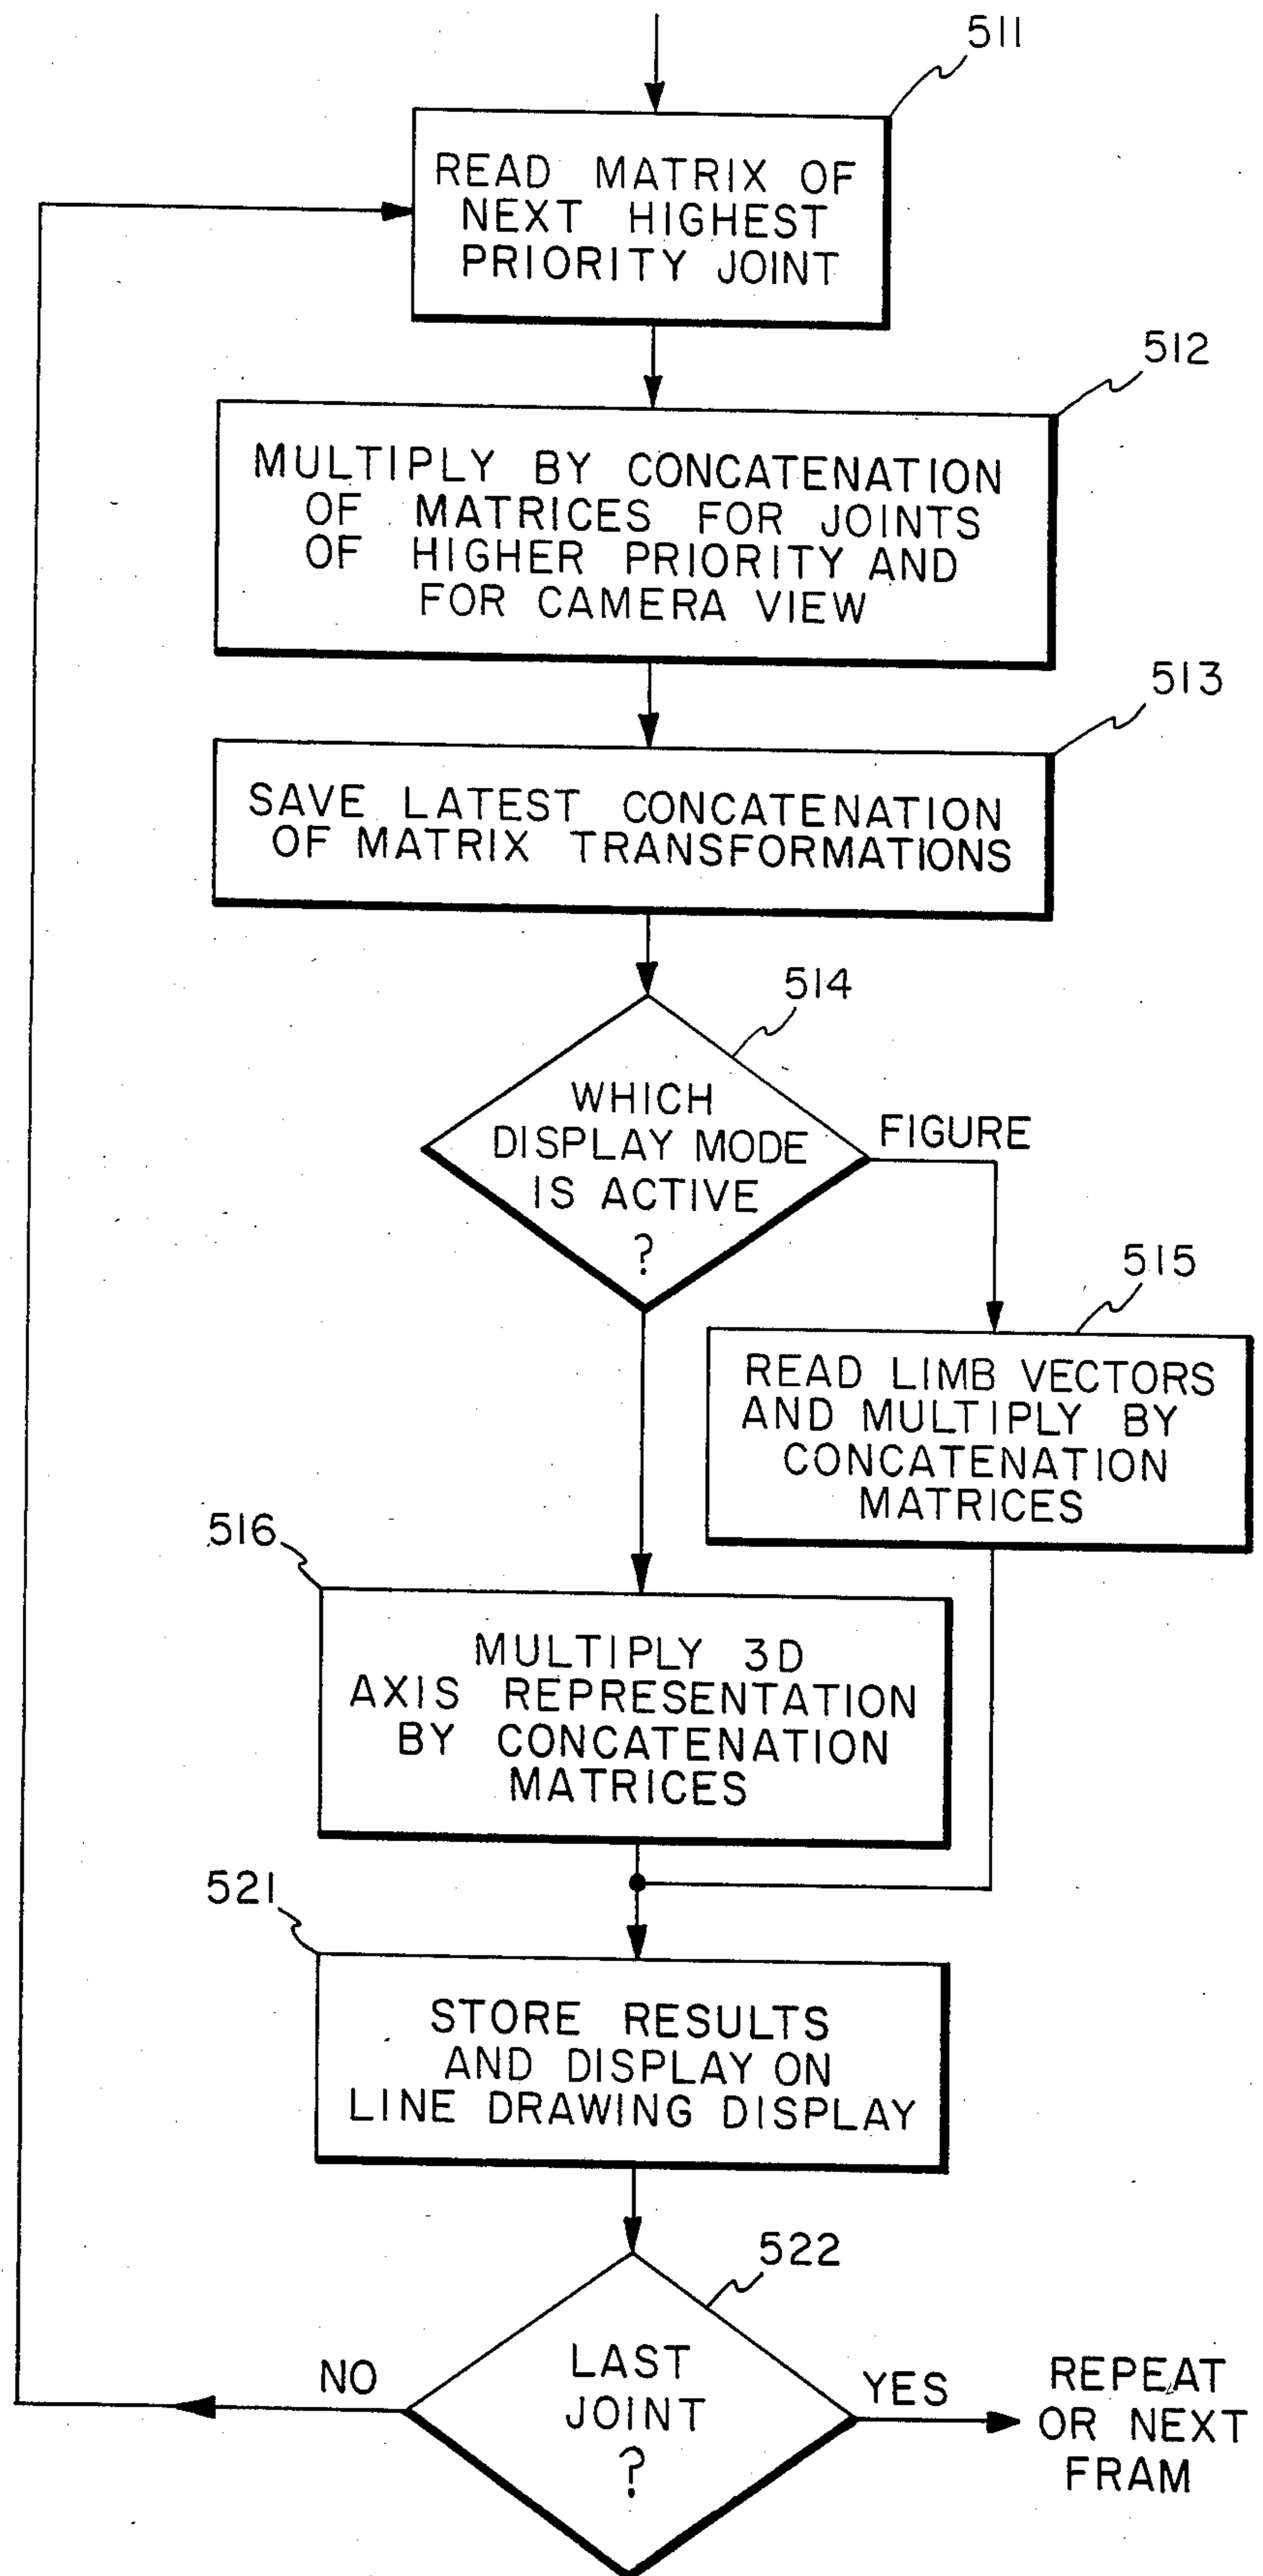 511
READ MATRIX OF
NEXT HIGHEST
PRIORITY JOINT
512
MULTIPLY BY CONCATENATION
OF MATRICES FOR JOINTS
OF HIGHER PRIORITY AND
FOR CAMERA VIEW
513
SAVE LATEST CONCATENATION
OF MATRIX TRANSFORMATIONS
514
WHICH
DISPLAY MODE
IS ACTIVE
?
FIGURE
515
READ LIMB VECTORS
AND MULTIPLY BY
CONCATENATION
MATRICES
516
MULTIPLY 3D
AXIS REPRESENTATION
BY CONCATENATION
MATRICES
521
STORE RESULTS
AND DISPLAY ON
LINE DRAWING DISPLAY
522
LAST
JOINT
?
NO
YES
REPEAT
OR NEXT
FRAM